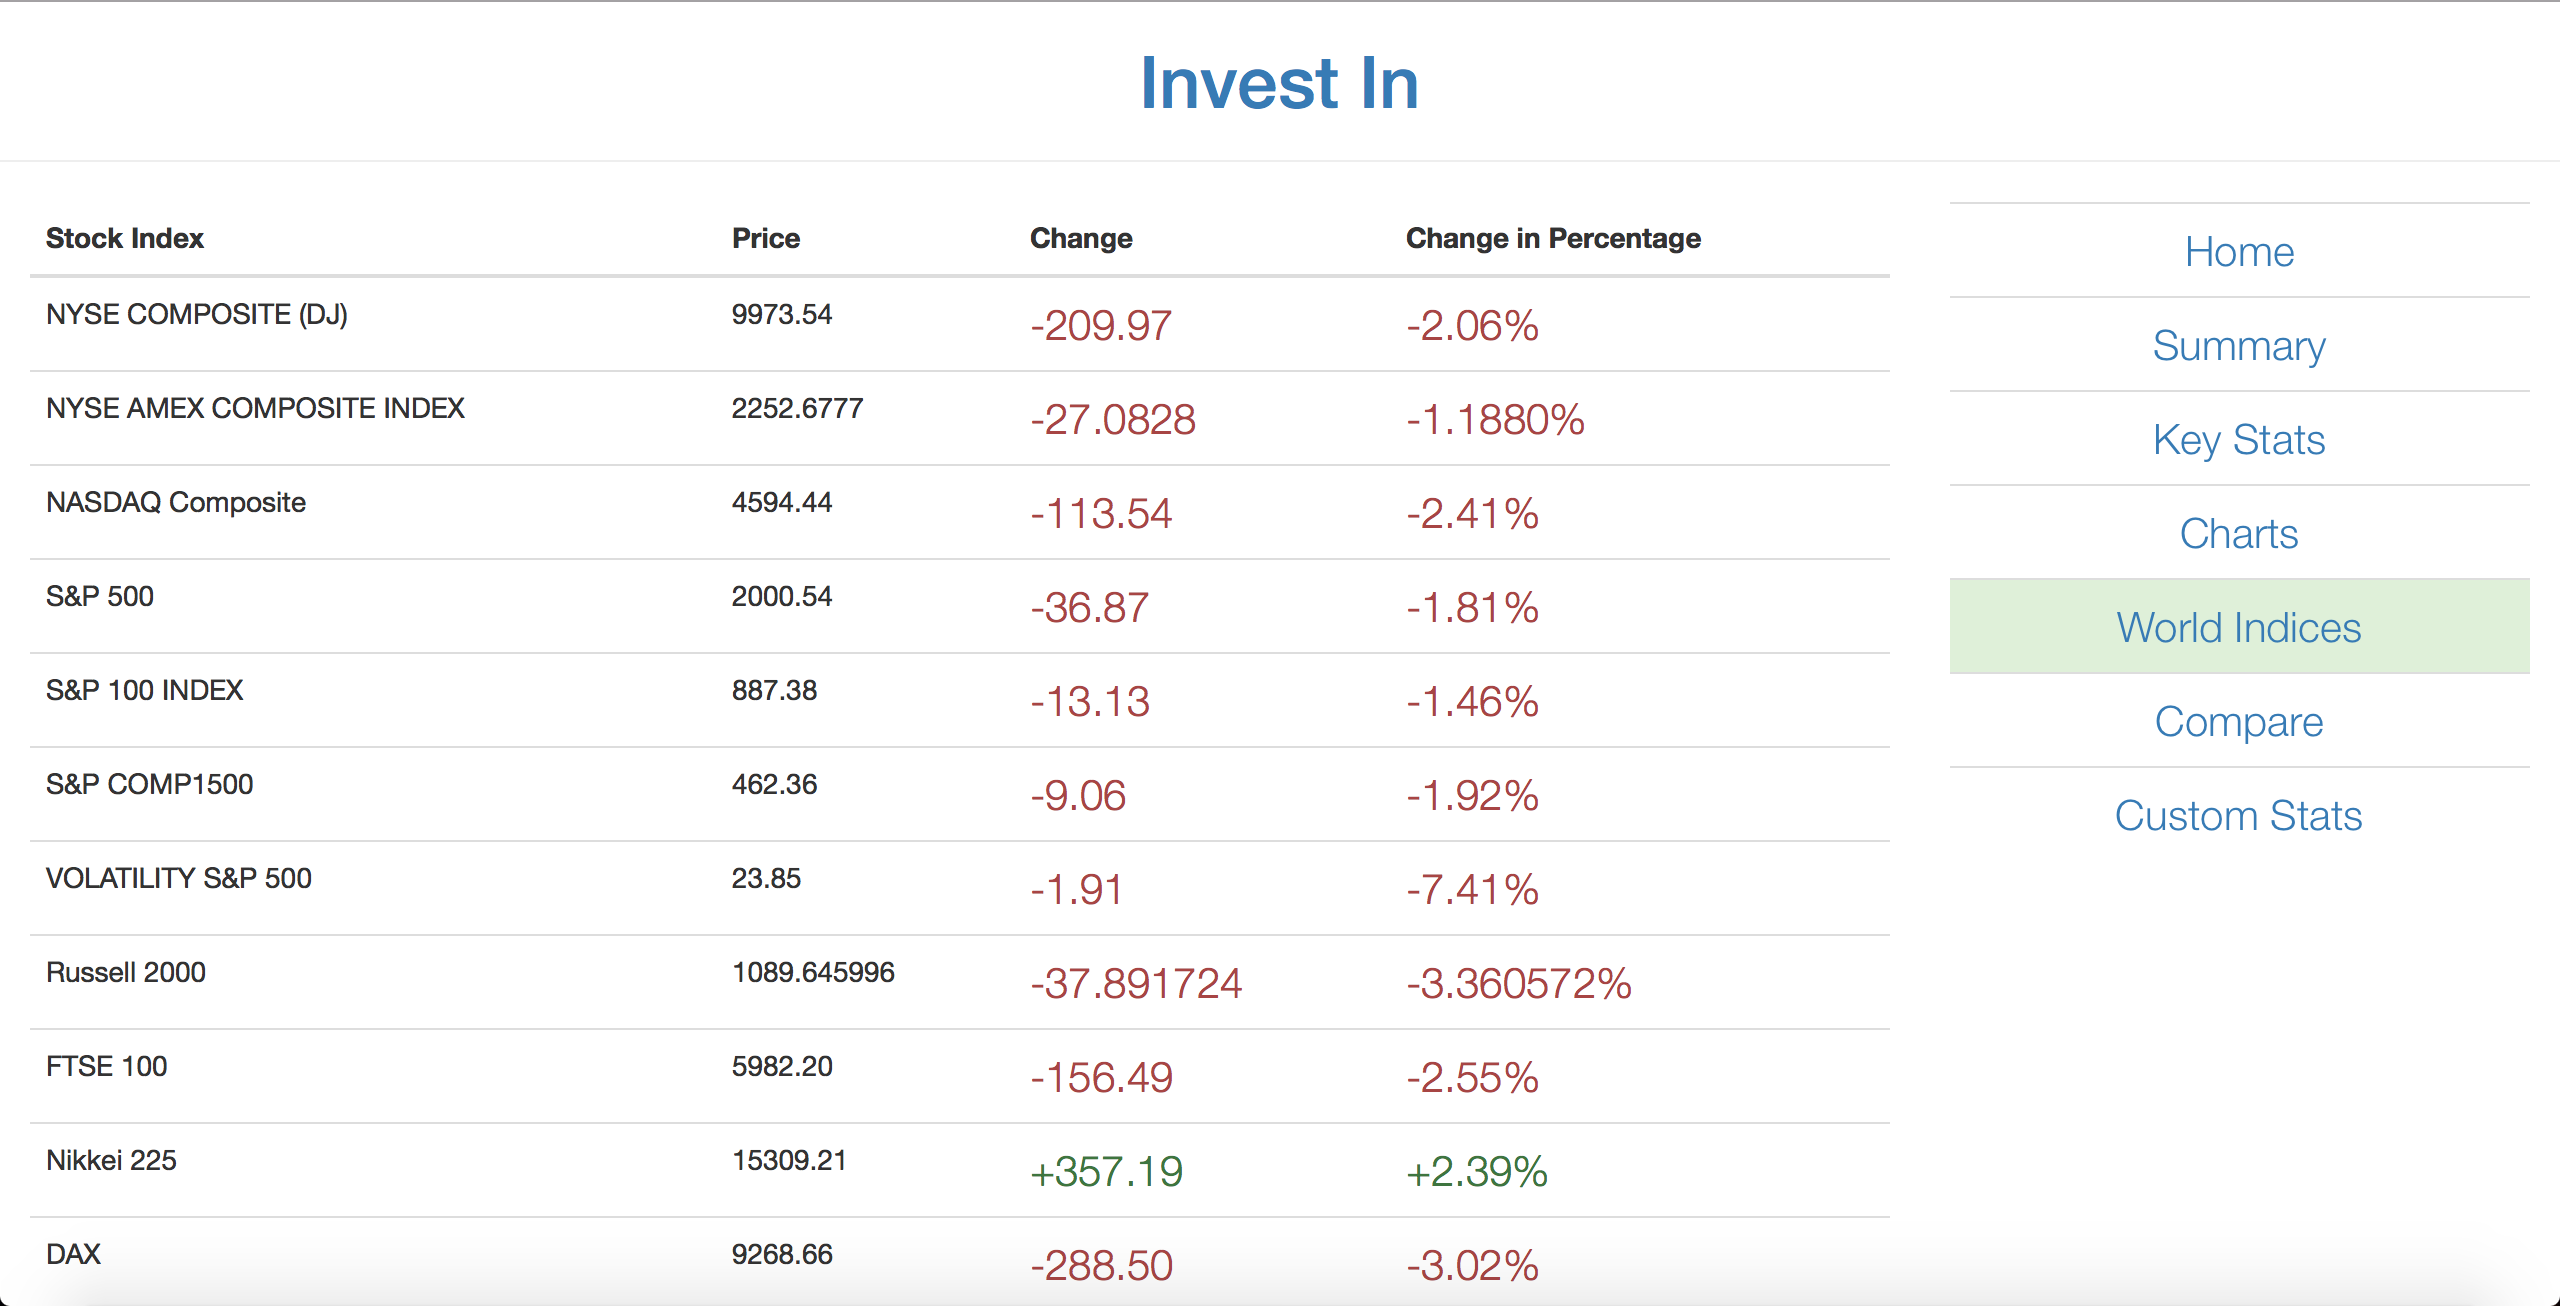 Invest In
Stock Index Price Change Change in Percentage
NYSE COMPOSITE (DJ) 9973.54 -209.97 -2.06%
NYSE AMEX COMPOSITE INDEX 2252.6777 -27.0828 -1.1880%
NASDAQ Composite 4594.44 -113.54 -2.41%
S&P 500 2000.54 -36.87 -1.81%
S&P 100 INDEX 887.38 -13.13 -1.46%
S&P COMP1500 462.36 -9.06 -1.92%
VOLATILITY S&P 500 23.85 -1.91 -7.41%
Russell 2000 1089.645996 -37.891724 -3.360572%
FTSE 100 5982.20 -156.49 -2.55%
Nikkei 225 15309.21 +357.19 +2.39%
DAX 9268.66 -288.50 -3.02%
Home
Summary
Key Stats
Charts
World Indices
Compare
Custom Stats